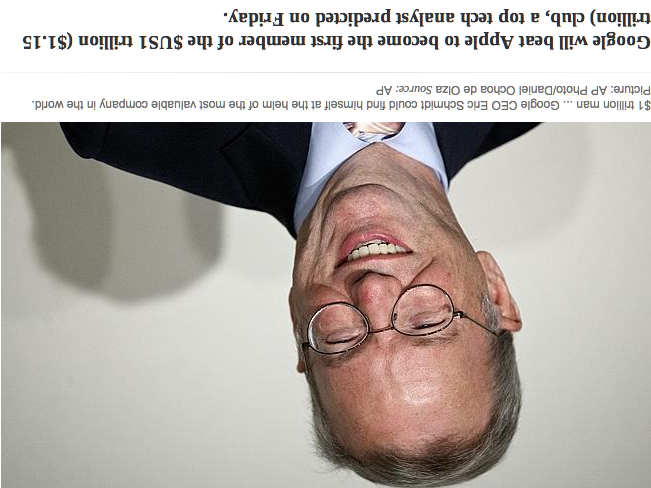 $1 trillion man ... Google CEO Eric Schmidt could find himself at the helm of the most valuable company in the world.
Picture: AP Photo/Daniel Ochoa de Olza Source: AP
Google will beat Apple to become the first member of the $US1 trillion ($1.15
trillion) club, a top tech analyst predicted on Friday.